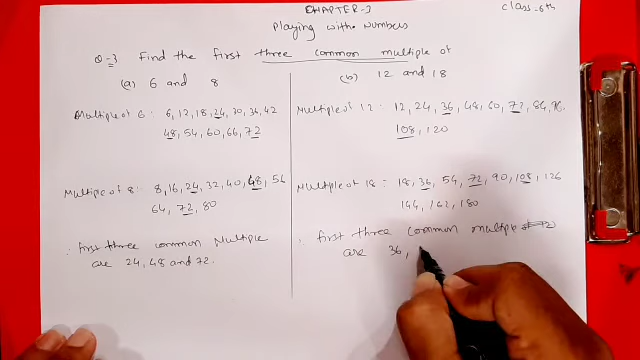 CHAPTER-3
Class-6th
Playing withe Numbers
Q-3 Find the first three common multiple of
(a) 6 and 8
Multiple of 6: 6, 12, 18, 24, 30, 36, 42
48, 54, 60, 66, 72
Multiple of 8: 8, 16, 24, 32, 40, 48, 56
64, 72, 80
∴ first three common Multiple
are 24, 48 and 72.
(b) 12 and 18
Multiple of 12: 12, 24, 36, 48, 60, 72, 84, 96,
108, 120
Multiple of 18: 18, 36, 54, 72, 90, 108, 126
144, 162, 180
∴ first three common multiple
are 36,